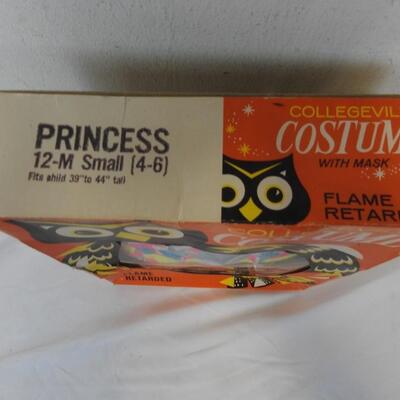 PRINCESS
12-M Small (4-6)
Fits child 39" to 44" tall
COLLEGEVIL
COSTUM
WITH MASK
FLAME
RETAR
COLL
FLAME
RETARDED